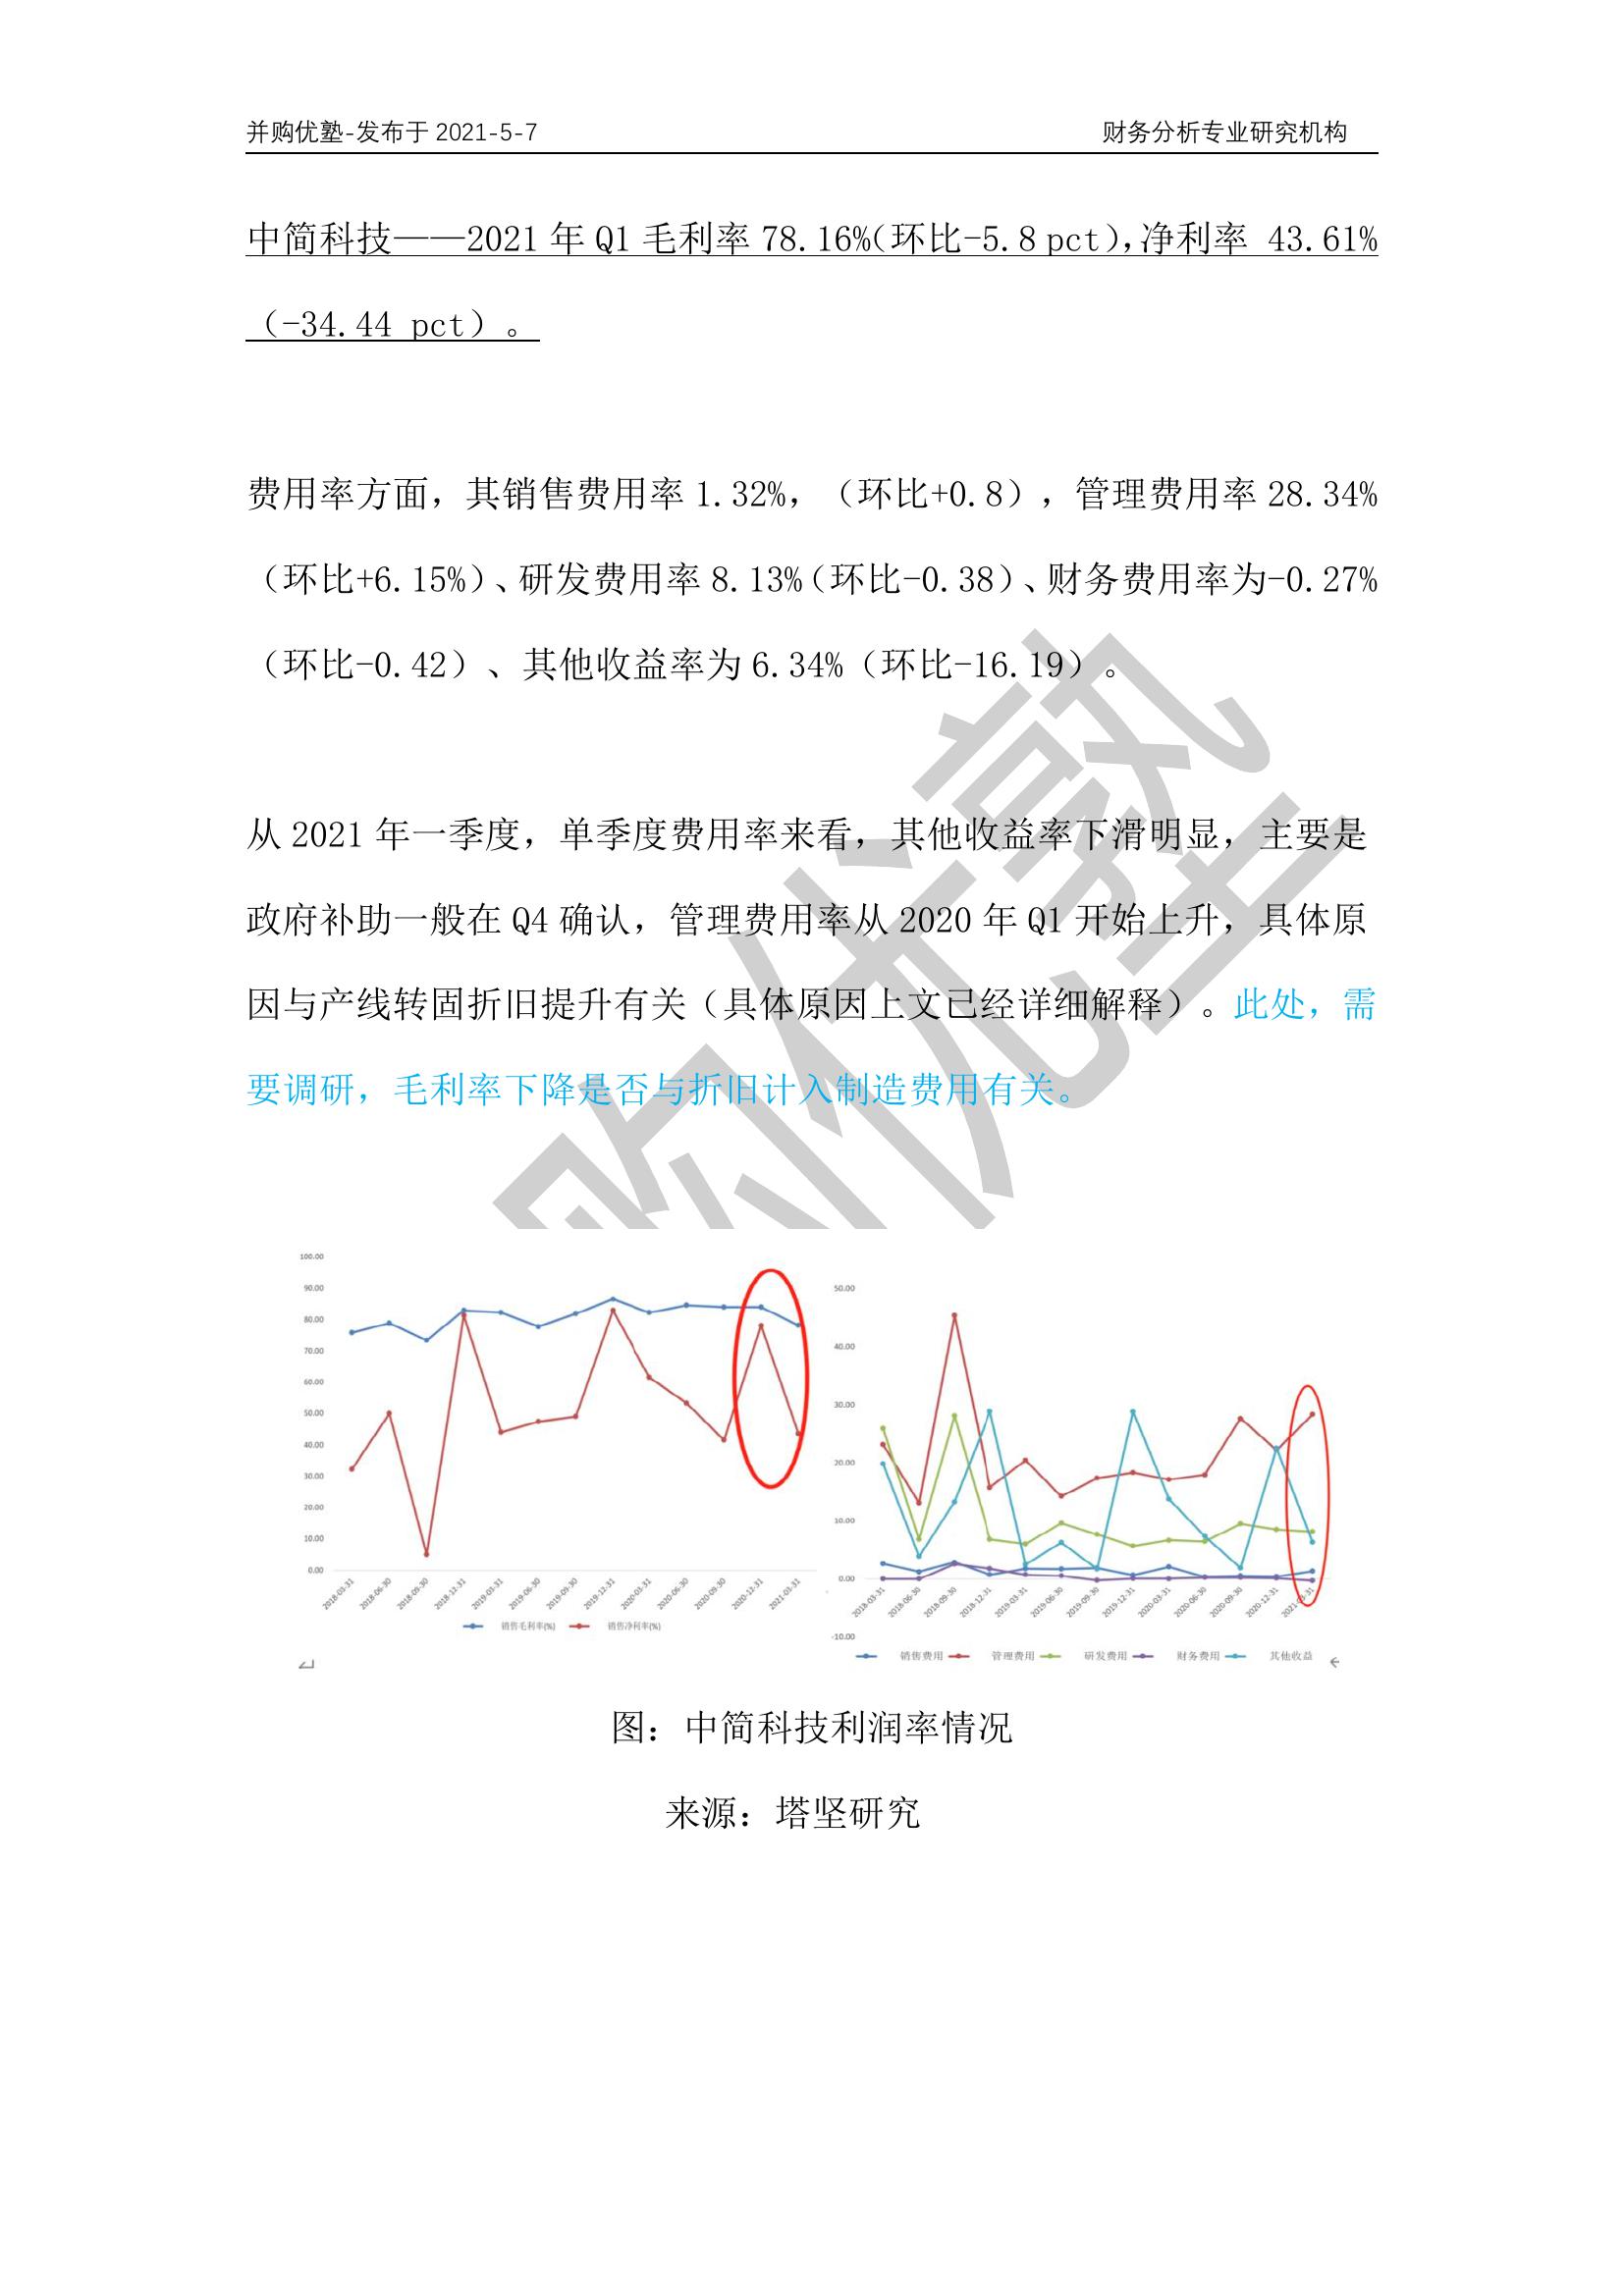 并购优塾-发布于 2021-5-7 财务分析专业研究机构
中简科技——2021 年 Q1 毛利率 78.16%（环比-5.8 pct），净利率 43.61%
（-34.44 pct）。
费用率方面，其销售费用率 1.32%，（环比+0.8），管理费用率 28.34%
（环比+6.15%）、研发费用率 8.13%（环比-0.38）、财务费用率为-0.27%
（环比-0.42）、其他收益率为 6.34%（环比-16.19）。
从 2021 年一季度，单季度费用率来看，其他收益率下滑明显，主要是
政府补助一般在 Q4 确认，管理费用率从 2020 年 Q1 开始上升，具体原
因与产线转固折旧提升有关（具体原因上文已经详细解释）。此处，需
要调研，毛利率下降是否与折旧计入制造费用有关。
购优塾
100.00
90.00
80.00
70.00
60.00
50.00
40.00
30.00
20.00
10.00
0.00
2018-03-31 2018-06-30 2018-09-30 2018-12-31 2019-03-31 2019-06-30 2019-09-30 2019-12-31 2020-03-31 2020-06-30 2020-09-30 2020-12-31 2021-03-31
销售毛利率(%) 销售净利率(%)
50.00
40.00
30.00
20.00
10.00
0.00
-10.00
2018-03-31 2018-06-30 2018-09-30 2018-12-31 2019-03-31 2019-06-30 2019-09-30 2019-12-31 2020-03-31 2020-06-30 2020-09-30 2020-12-31 2021-03-31
销售费用 管理费用 研发费用 财务费用 其他收益
图：中简科技利润率情况
来源：塔坚研究